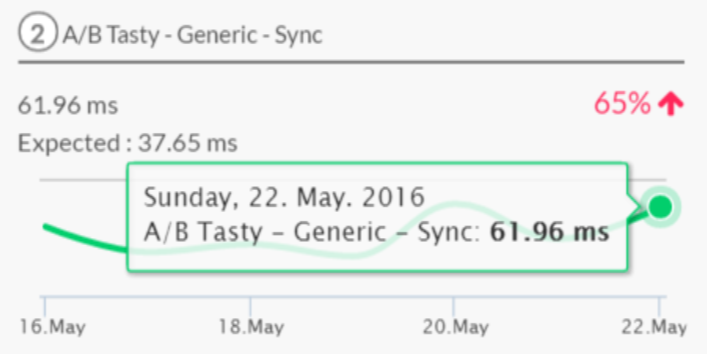 2 A/B Tasty - Generic - Sync
61.96 ms
65%
Expected : 37.65 ms
Sunday, 22. May. 2016
A/B Tasty – Generic – Sync: 61.96 ms
16.May 18.May 20.May 22.May